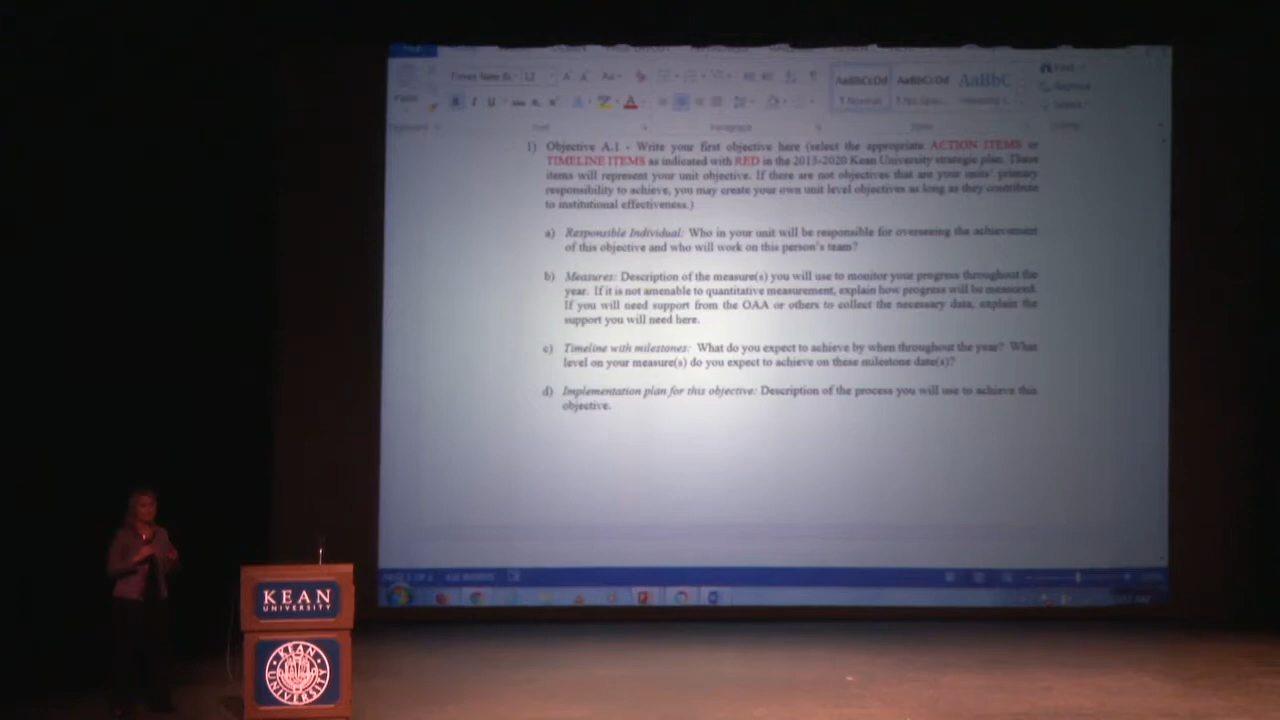 Times New Ro 12
AaBbCcDd AaBbCcDd AaBbC
1) Objective A.1 - Write your first objective here (select the appropriate ACTION ITEMS or
TIMELINE ITEMS as indicated with RED in the 2013-2020 Kean University strategic plan. These
items will represent your unit objective. If there are not objectives that are your units' primary
responsibility to achieve, you may create your own unit level objectives as long as they contribute
to institutional effectiveness.)
a) Responsible Individual: Who in your unit will be responsible for overseeing the achievement
of this objective and who will work on this person's team?
b) Measures: Description of the measure(s) you will use to monitor your progress throughout the
year. If it is not amenable to quantitative measurement, explain how progress will be measured.
If you will need support from the OAA or others to collect the necessary data, explain the
support you will need here.
c) Timeline with milestones: What do you expect to achieve by when throughout the year? What
level on your measure(s) do you expect to achieve on these milestone date(s)?
d) Implementation plan for this objective: Description of the process you will use to achieve this
objective.
KEAN
UNIVERSITY
KEAN
UNIVERSITY